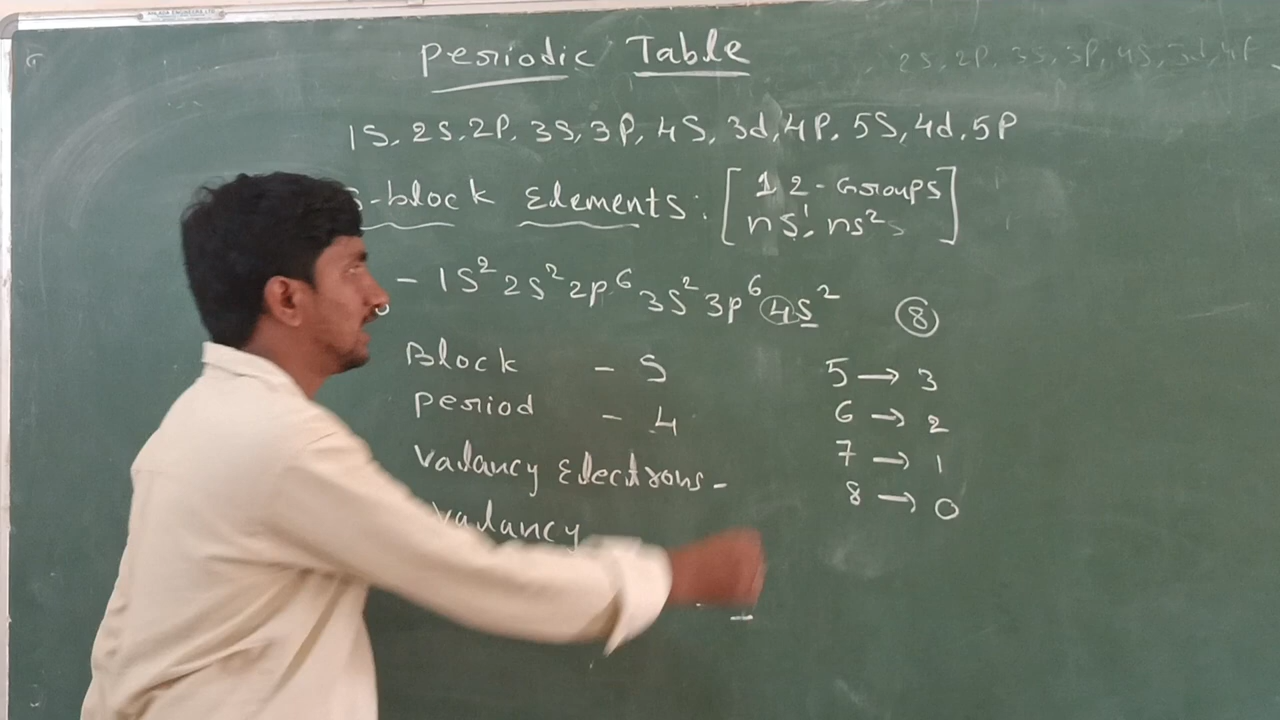 Periodic Table
2S, 2P, 3S, 3P, 4S, 3d, 4P
1S, 2S, 2P, 3S, 3P, 4S, 3d, 4P, 5S, 4d, 5P
S-block Elements: [1 2 - Groups
nS¹, ns²]
- 1S² 2S² 2P⁶ 3S² 3P⁶ 4S² 8
Block - S
Period - 4
Valancy Electrons -
Valancy
5 → 3
6 → 2
7 → 1
8 → 0